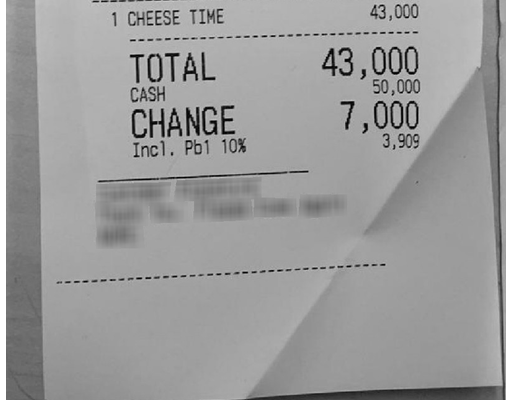 1 CHEESE TIME 43,000
TOTAL 43,000
CASH 50,000
CHANGE 7,000
Incl. Pb1 10% 3,909